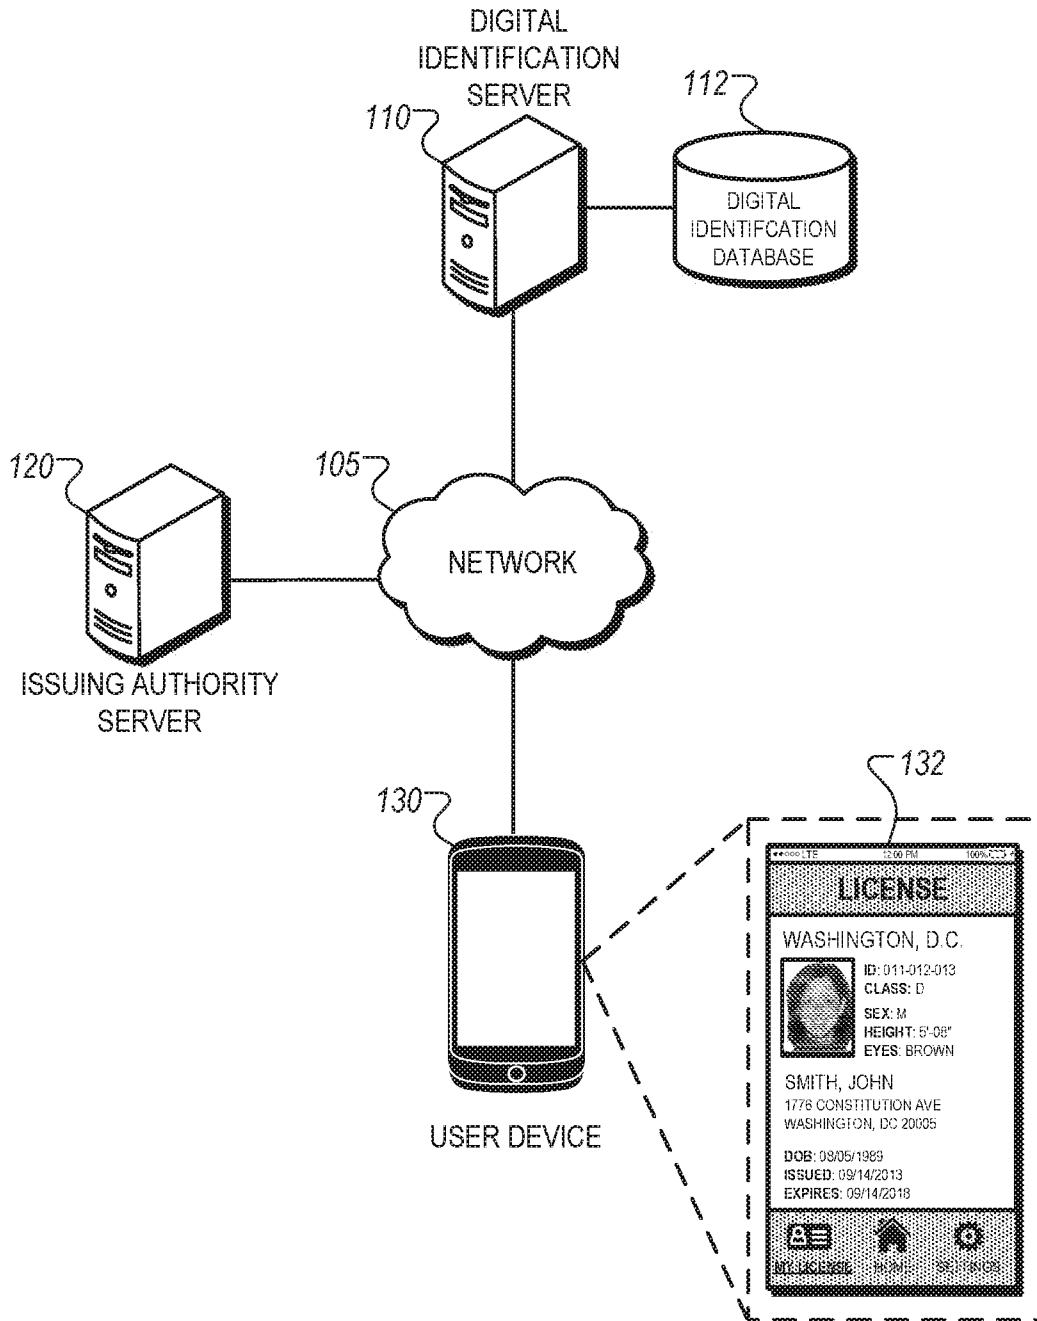 DIGITAL
IDENTIFICATION
SERVER
110
112
DIGITAL
IDENTIFCATION
DATABASE
120
105
NETWORK
ISSUING AUTHORITY
SERVER
130
USER DEVICE
132
LTE 12:00 PM 100%
LICENSE
WASHINGTON, D.C.
ID: 011-012-013
CLASS: D
SEX: M
HEIGHT: 5'-08"
EYES: BROWN
SMITH, JOHN
1776 CONSTITUTION AVE
WASHINGTON, DC 20005
DOB: 08/05/1989
ISSUED: 09/14/2013
EXPIRES: 09/14/2018
MY LICENSE HOME SETTINGS